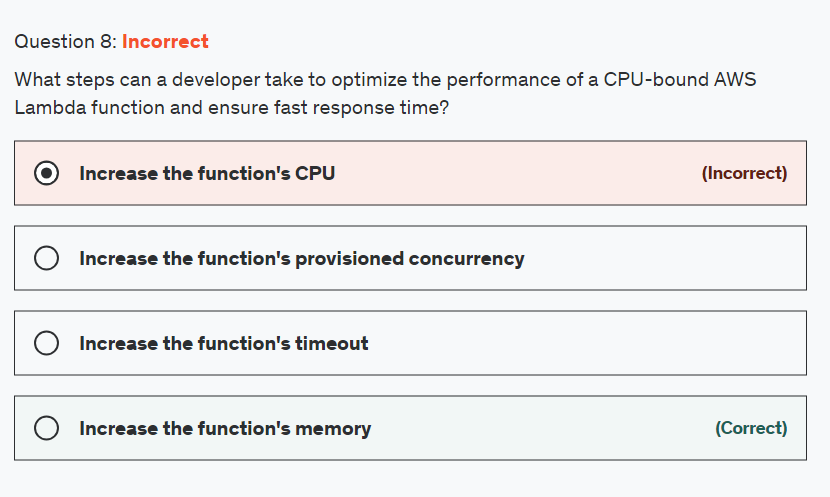 Question 8: Incorrect
What steps can a developer take to optimize the performance of a CPU-bound AWS
Lambda function and ensure fast response time?
Increase the function's CPU (Incorrect)
Increase the function's provisioned concurrency
Increase the function's timeout
Increase the function's memory (Correct)